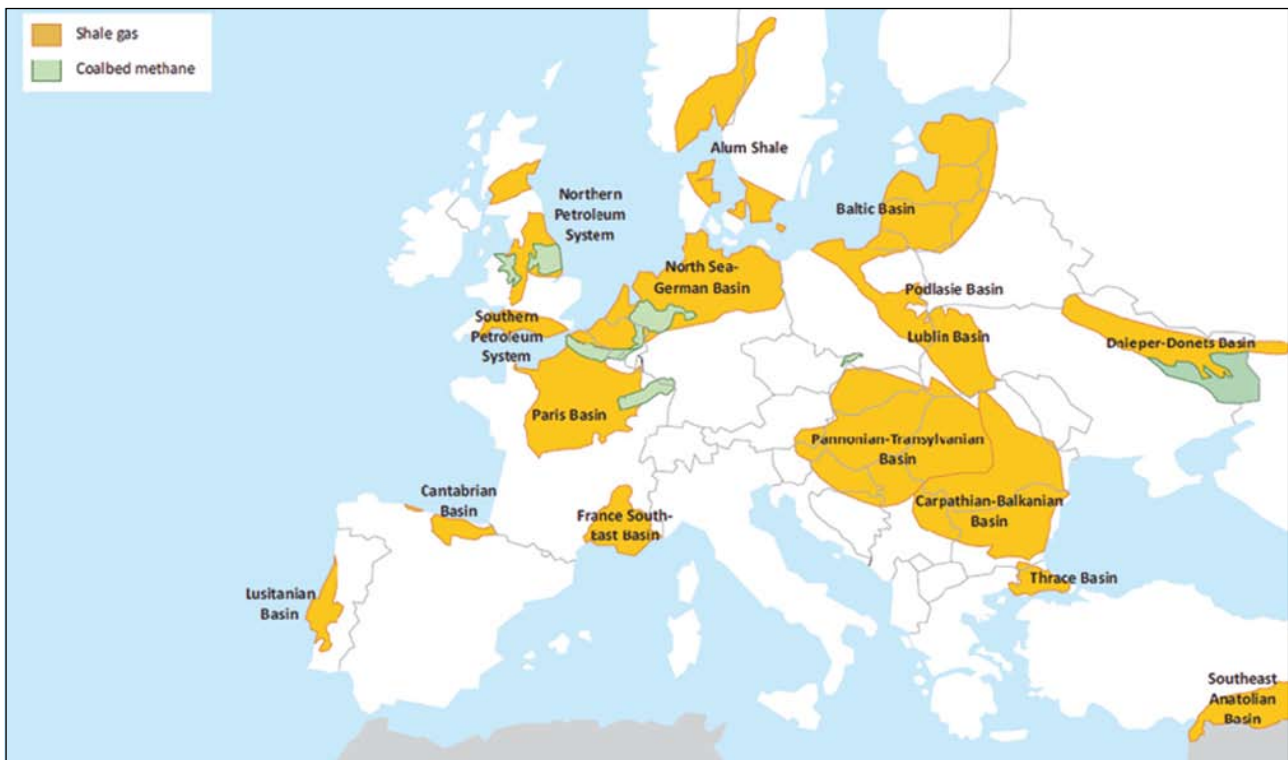 Shale gas
Coalbed methane
Alum Shale
Northern
Petroleum
System
Baltic Basin
North Sea-
German Basin
Podlasie Basin
Southern
Petroleum
System
Lublin Basin
Dnieper-Donets Basin
Paris Basin
Pannonian-Transylvanian
Basin
Cantabrian
Basin
France South-
East Basin
Carpathian-Balkanian
Basin
Thrace Basin
Lusitanian
Basin
Southeast
Anatolian
Basin